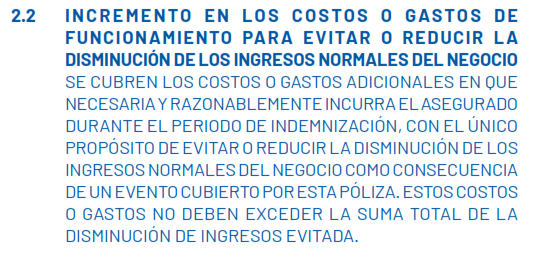 2.2 INCREMENTO EN LOS COSTOS O GASTOS DE
FUNCIONAMIENTO PARA EVITAR O REDUCIR LA
DISMINUCIÓN DE LOS INGRESOS NORMALES DEL NEGOCIO
SE CUBREN LOS COSTOS O GASTOS ADICIONALES EN QUE
NECESARIA Y RAZONABLEMENTE INCURRA EL ASEGURADO
DURANTE EL PERIODO DE INDEMNIZACIÓN, CON EL ÚNICO
PROPÓSITO DE EVITAR O REDUCIR LA DISMINUCIÓN DE LOS
INGRESOS NORMALES DEL NEGOCIO COMO CONSECUENCIA
DE UN EVENTO CUBIERTO POR ESTA PÓLIZA. ESTOS COSTOS
O GASTOS NO DEBEN EXCEDER LA SUMA TOTAL DE LA
DISMINUCIÓN DE INGRESOS EVITADA.